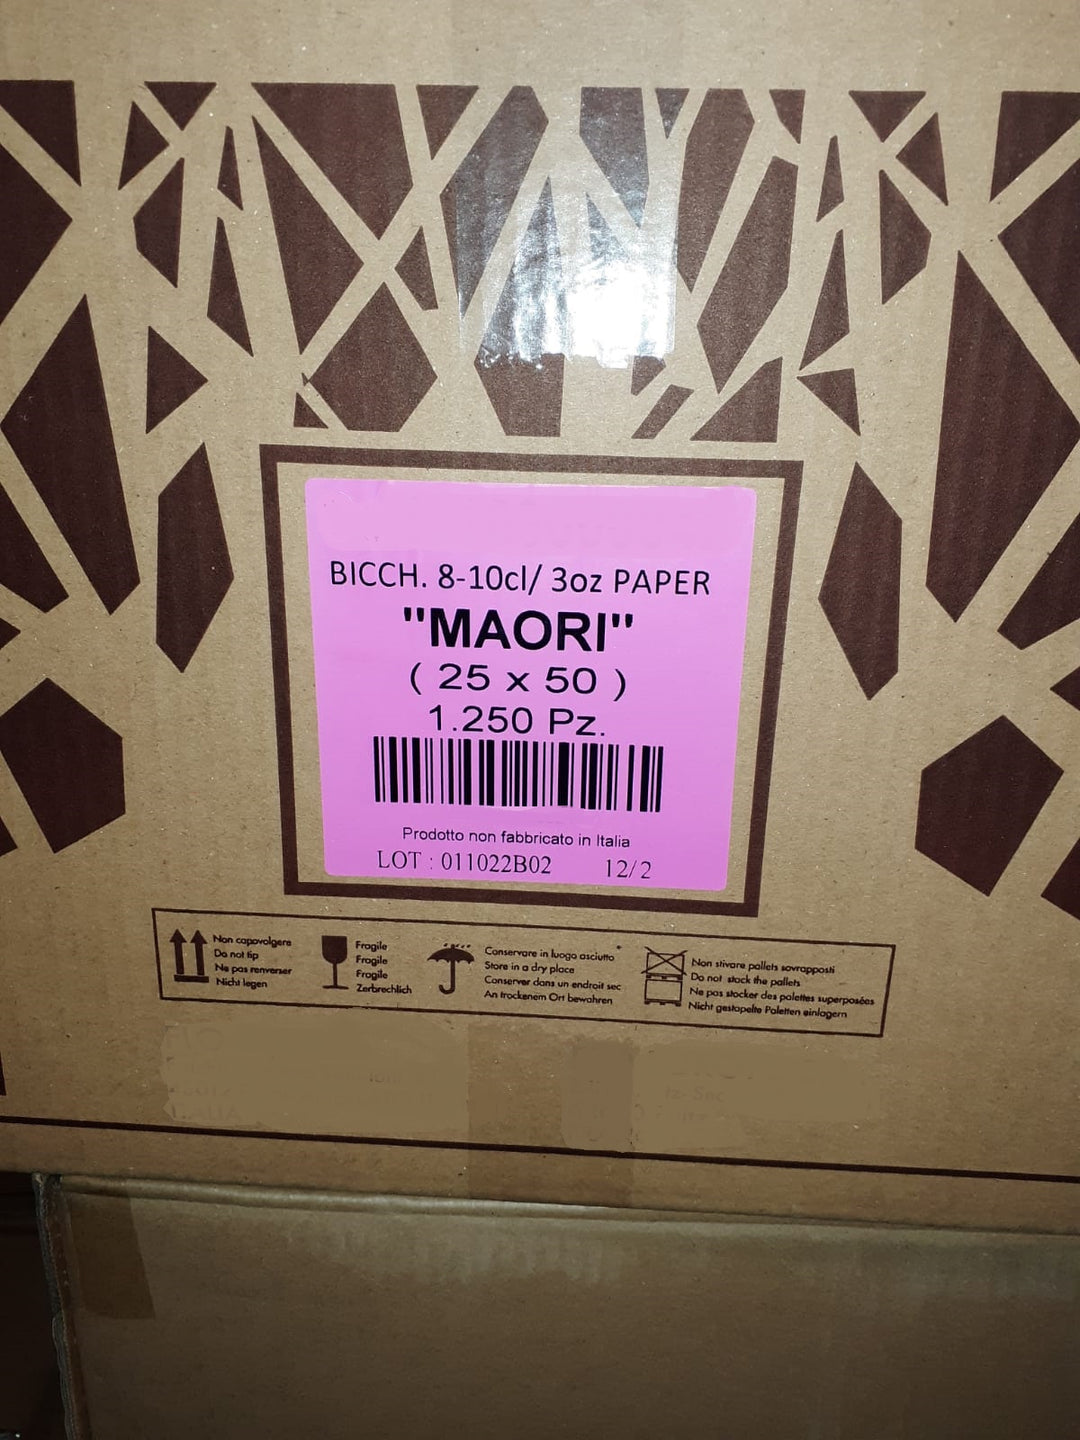 BICCH. 8-10cl/ 3oz PAPER
"MAORI"
( 25 x 50 )
1.250 Pz.
Prodotto non fabbricato in Italia
LOT : 011022B02 12/2
Non capovolgere
Do not tip
Ne pas renverser
Nicht legen
Fragile
Fragile
Fragile
Zerbrechlich
Conservare in luogo asciutto
Store in a dry place
Conserver dans un endroit sec
An trockenem Ort bewahren
Non stivare pallets sovrapposti
Do not stack the pallets
Ne pas stocker des palettes superposées
Nicht gestapelte Paletten einlagern